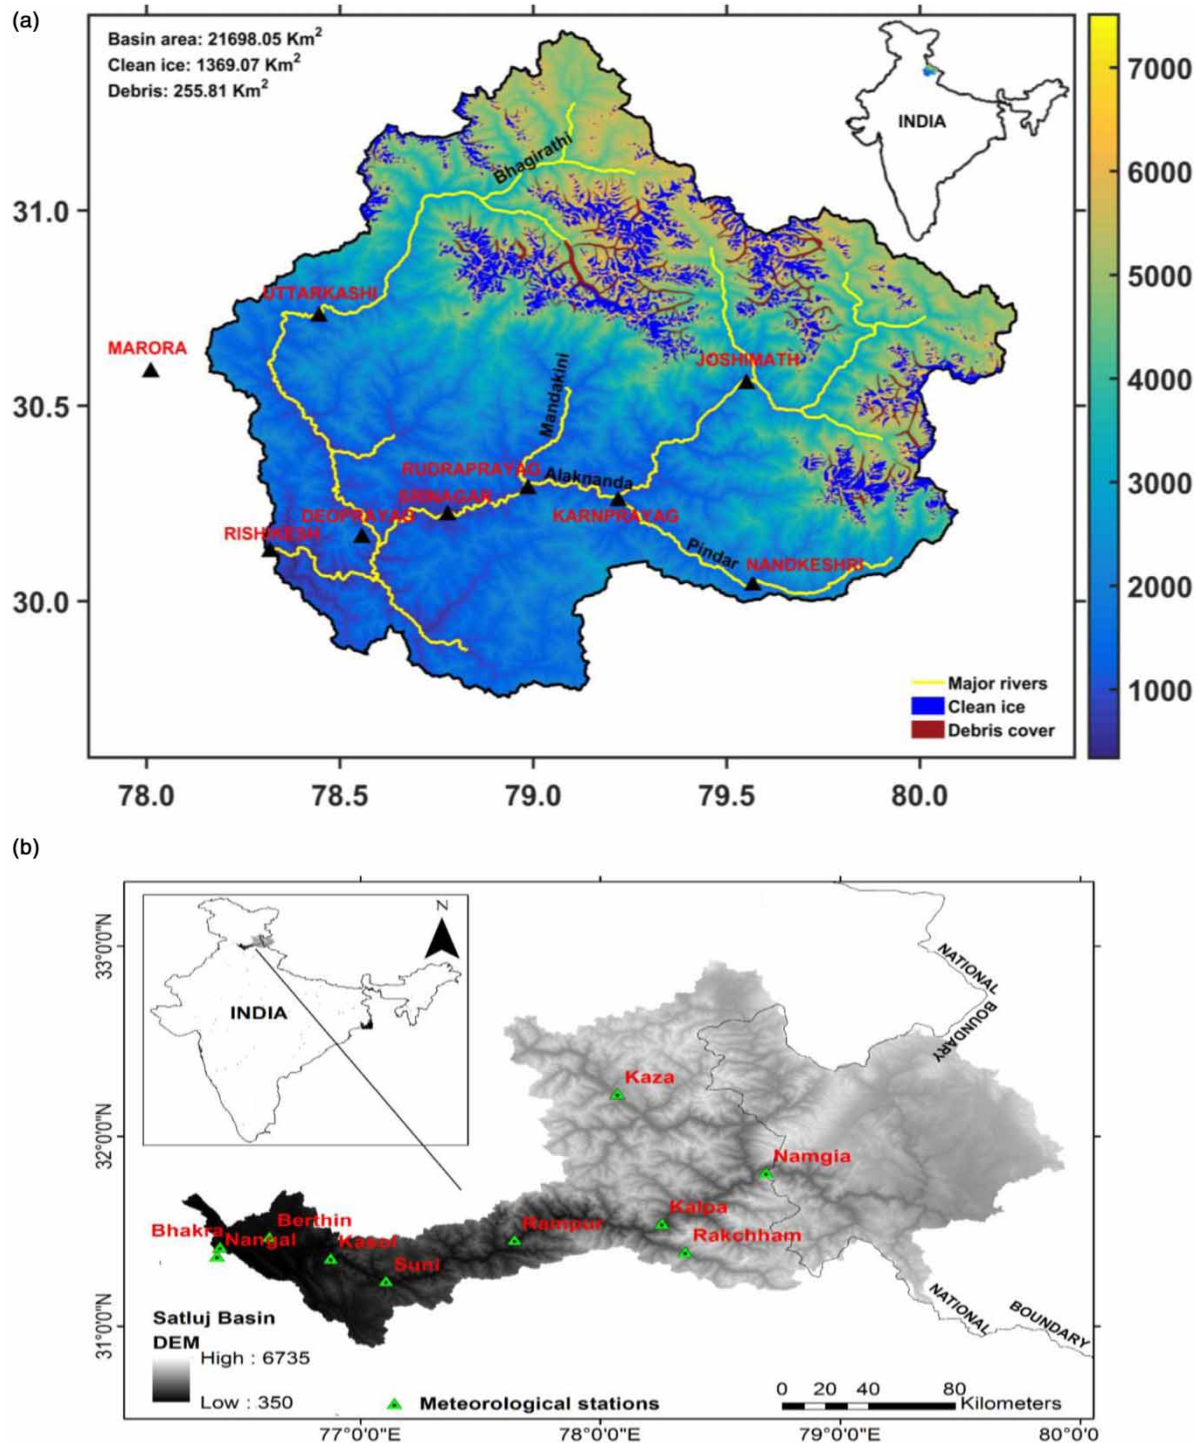 (a)
Basin area: 21698.05 Km²
Clean ice: 1369.07 Km²
Debris: 255.81 Km²
INDIA
7000
6000
5000
4000
3000
2000
1000
31.0
30.5
30.0
Bhagirathi
UTTARKASHI
MARORA
JOSHIMATH
Mandakini
RUDRAPRAYAG
Alaknanda
SRINAGAR
DEOPRAYAG
KARNPRAYAG
RISHIKESH
Pindar
NANDKESHRI
Major rivers
Clean ice
Debris cover
78.0
78.5
79.0
79.5
80.0
(b)
N
INDIA
NATIONAL
BOUNDARY
33°0'0"N
32°0'0"N
31°0'0"N
Kaza
Namgia
Kalpa
Rakchham
Rampur
Berthin
Bhakra
Nangal
Kasol
Suni
NATIONAL
BOUNDARY
Satluj Basin
DEM
High : 6735
Low : 350
Meteorological stations
0 20 40 80
Kilometers
77°0'0"E
78°0'0"E
79°0'0"E
80°0'0